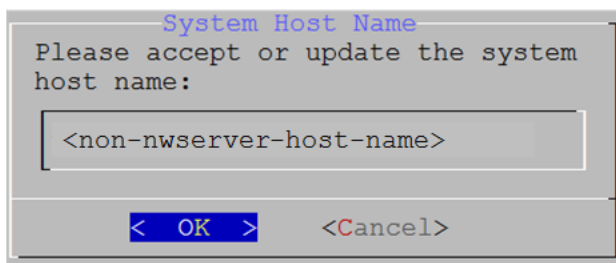 System Host Name
Please accept or update the system
host name:
<non-nwserver-host-name>
< OK > <Cancel>